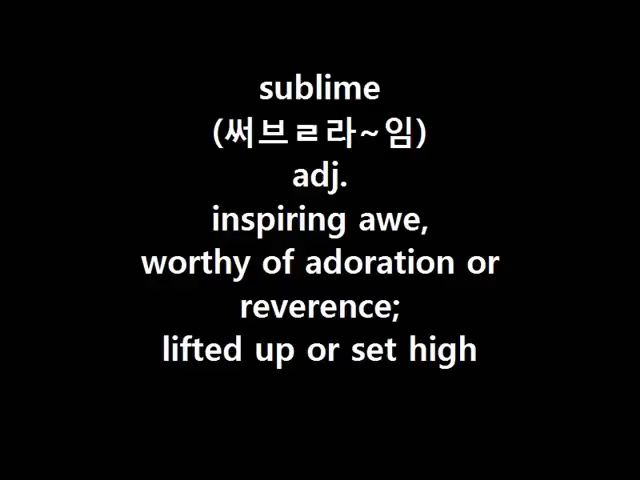 sublime
(써브ㄹ라~임)
adj.
inspiring awe,
worthy of adoration or
reverence;
lifted up or set high